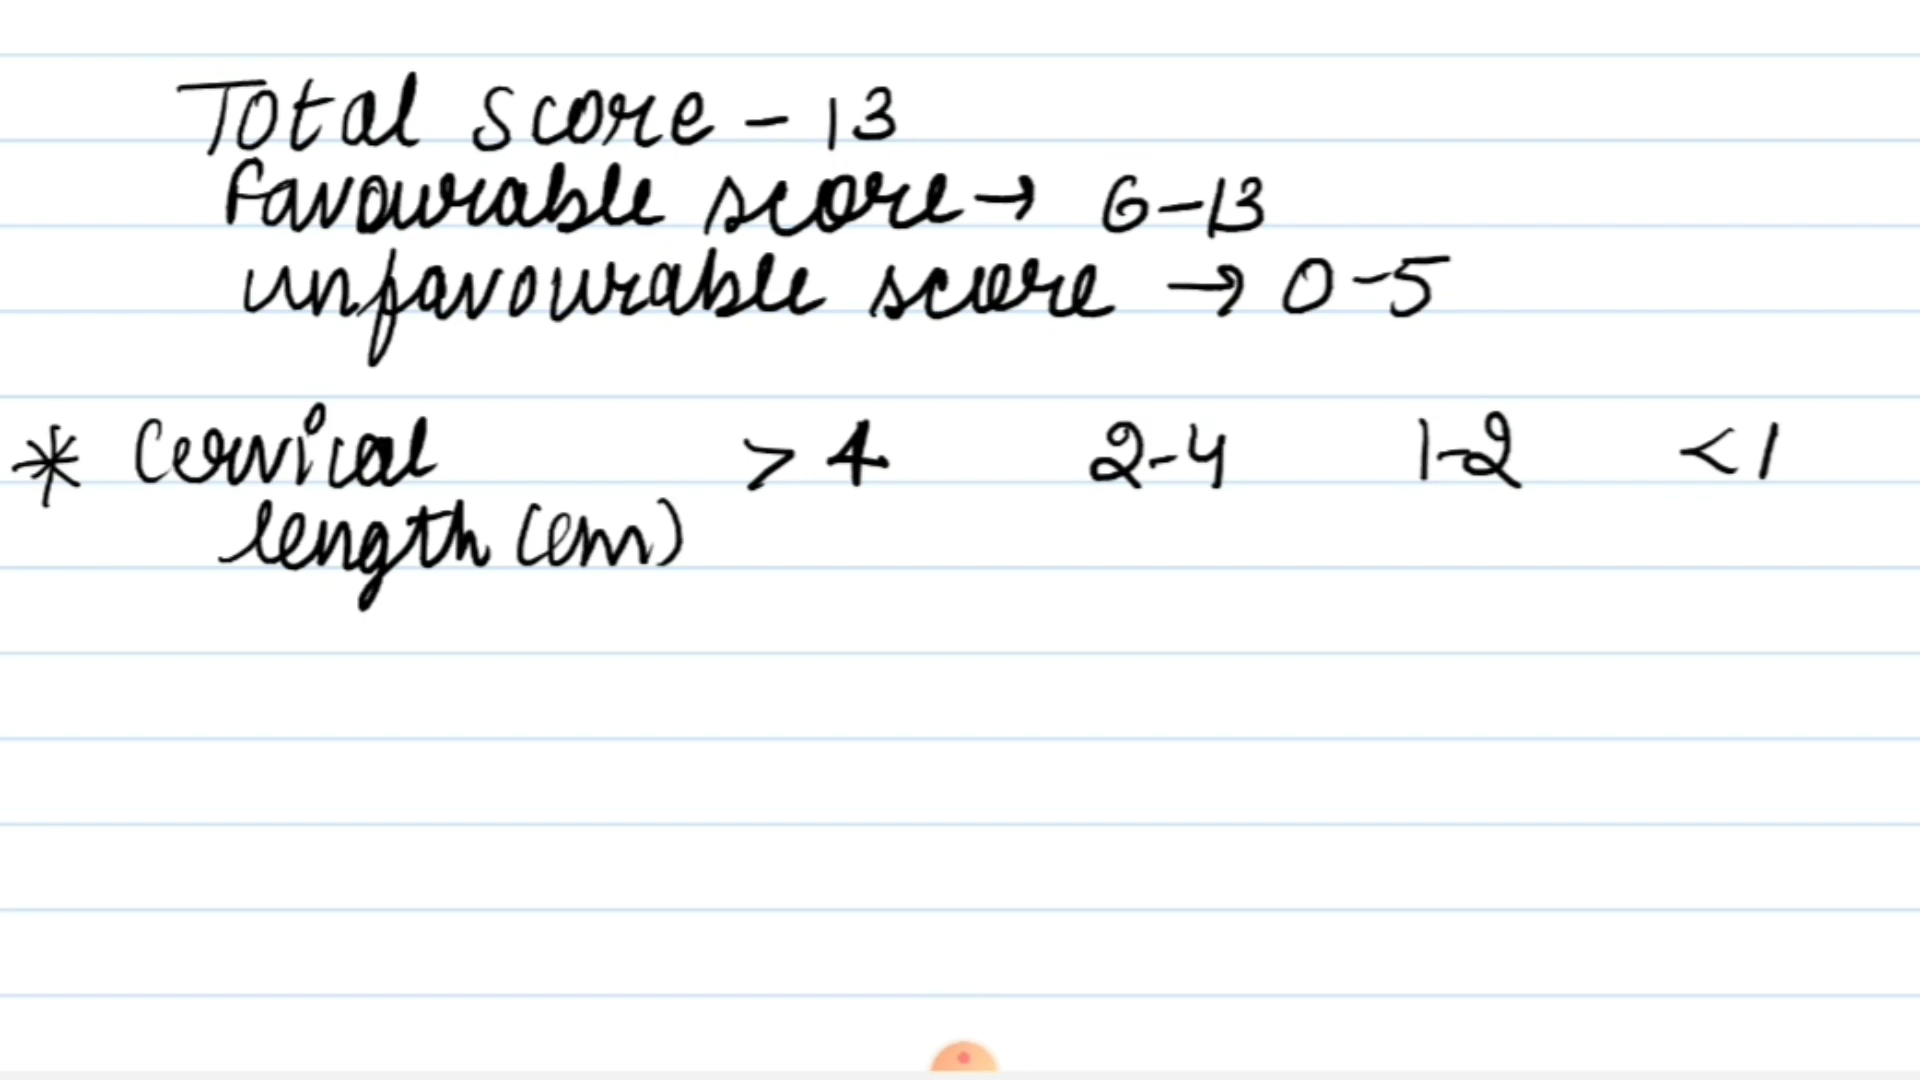 Total score - 13
Favourable score → 6-13
unfavourable score → 0-5
* Cervical > 4 2-4 1-2 < 1
length (cm)